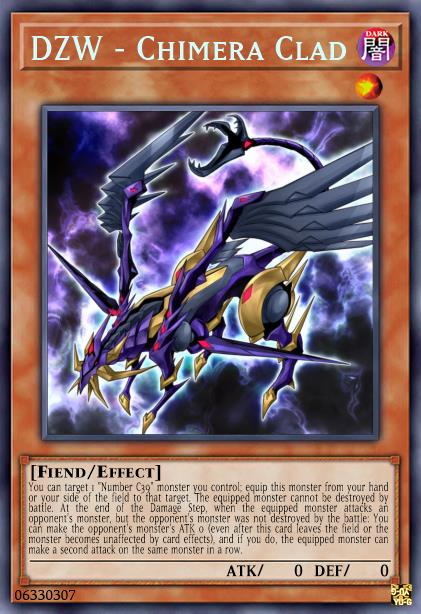 DZW - Chimera Clad
DARK
闇
[Fiend/Effect]
You can target 1 "Number C39" monster you control; equip this monster from your hand
or your side of the field to that target. The equipped monster cannot be destroyed by
battle. At the end of the Damage Step, when the equipped monster attacks an
opponent's monster, but the opponent's monster was not destroyed by the battle: You
can make the opponent's monster's ATK 0 (even after this card leaves the field or the
monster becomes unaffected by card effects), and if you do, the equipped monster can
make a second attack on the same monster in a row.
ATK/ 0 DEF/ 0
06330307